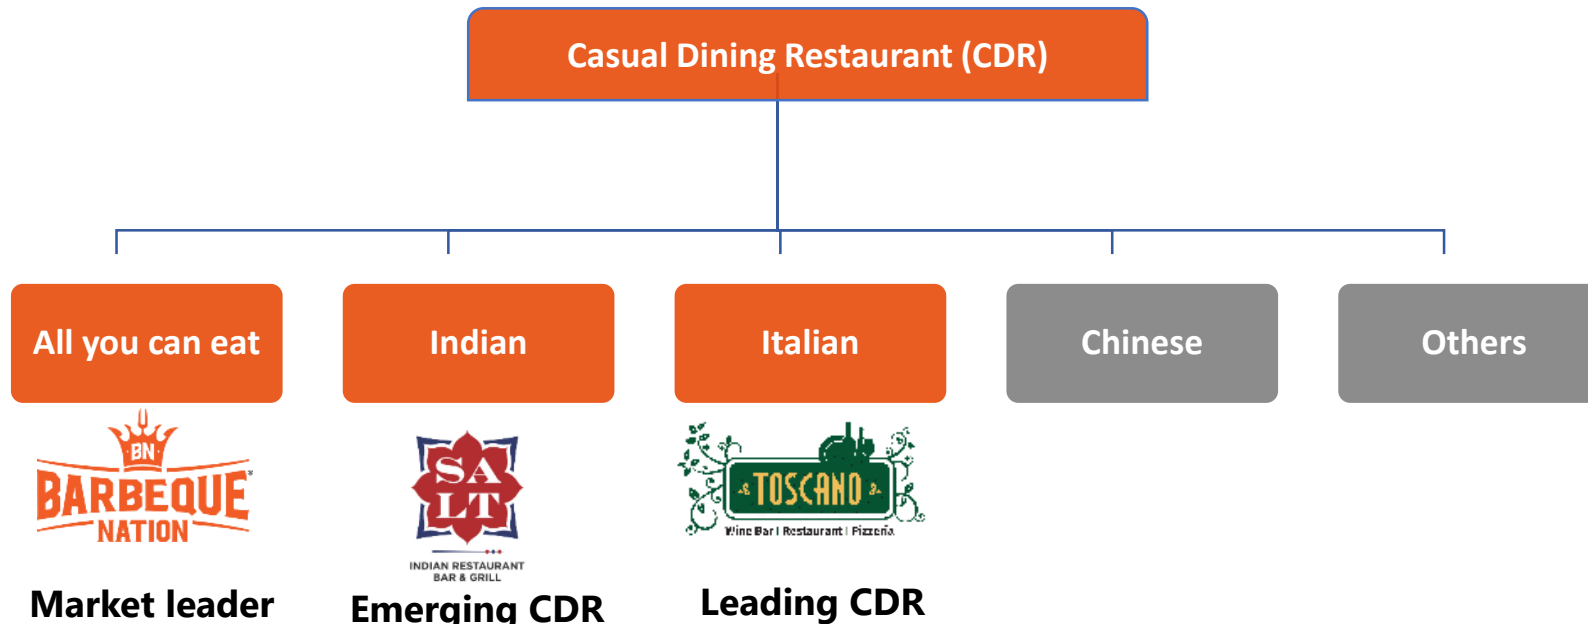 Casual Dining Restaurant (CDR)
All you can eat
Indian
Italian
Chinese
Others
BN
BARBEQUE
NATION
SA
LT
INDIAN RESTAURANT
BAR & GRILL
TOSCANO
Wine Bar | Restaurant | Pizzeria
Market leader
Emerging CDR
Leading CDR